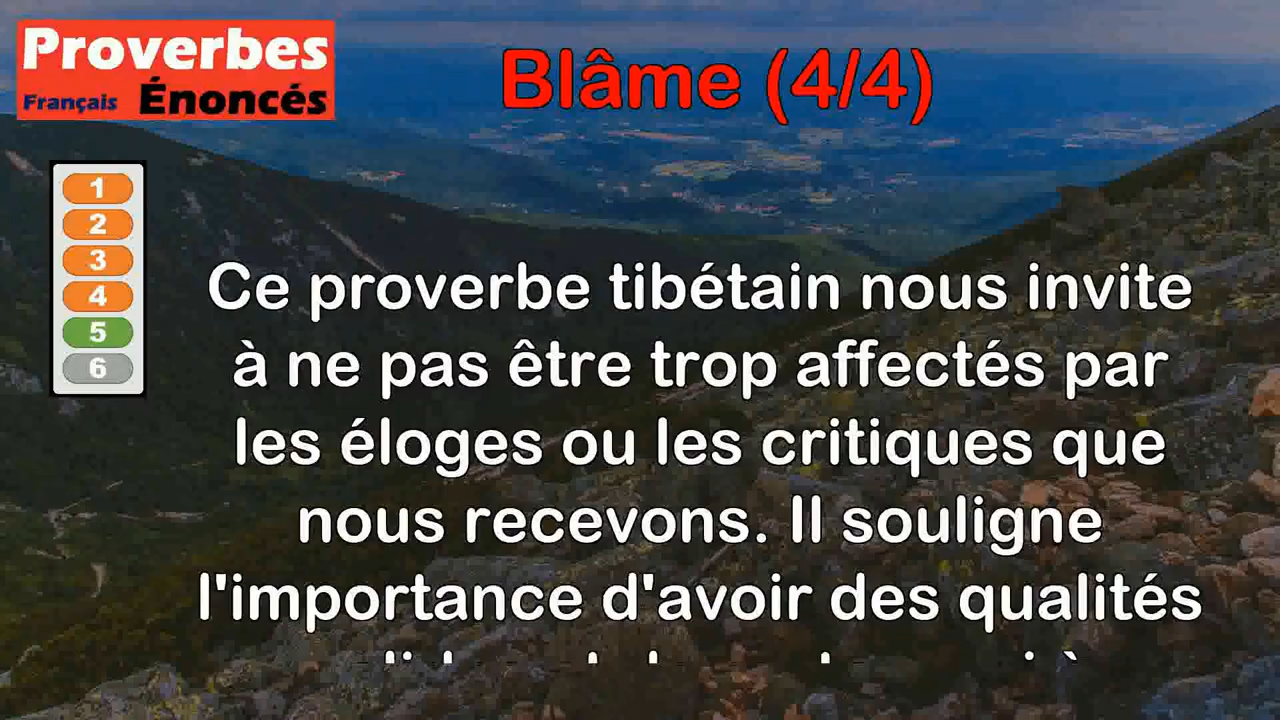 Proverbes
Français Énoncés
Blâme (4/4)
1
2
3
4
5
6
Ce proverbe tibétain nous invite
à ne pas être trop affectés par
les éloges ou les critiques que
nous recevons. Il souligne
l'importance d'avoir des qualités